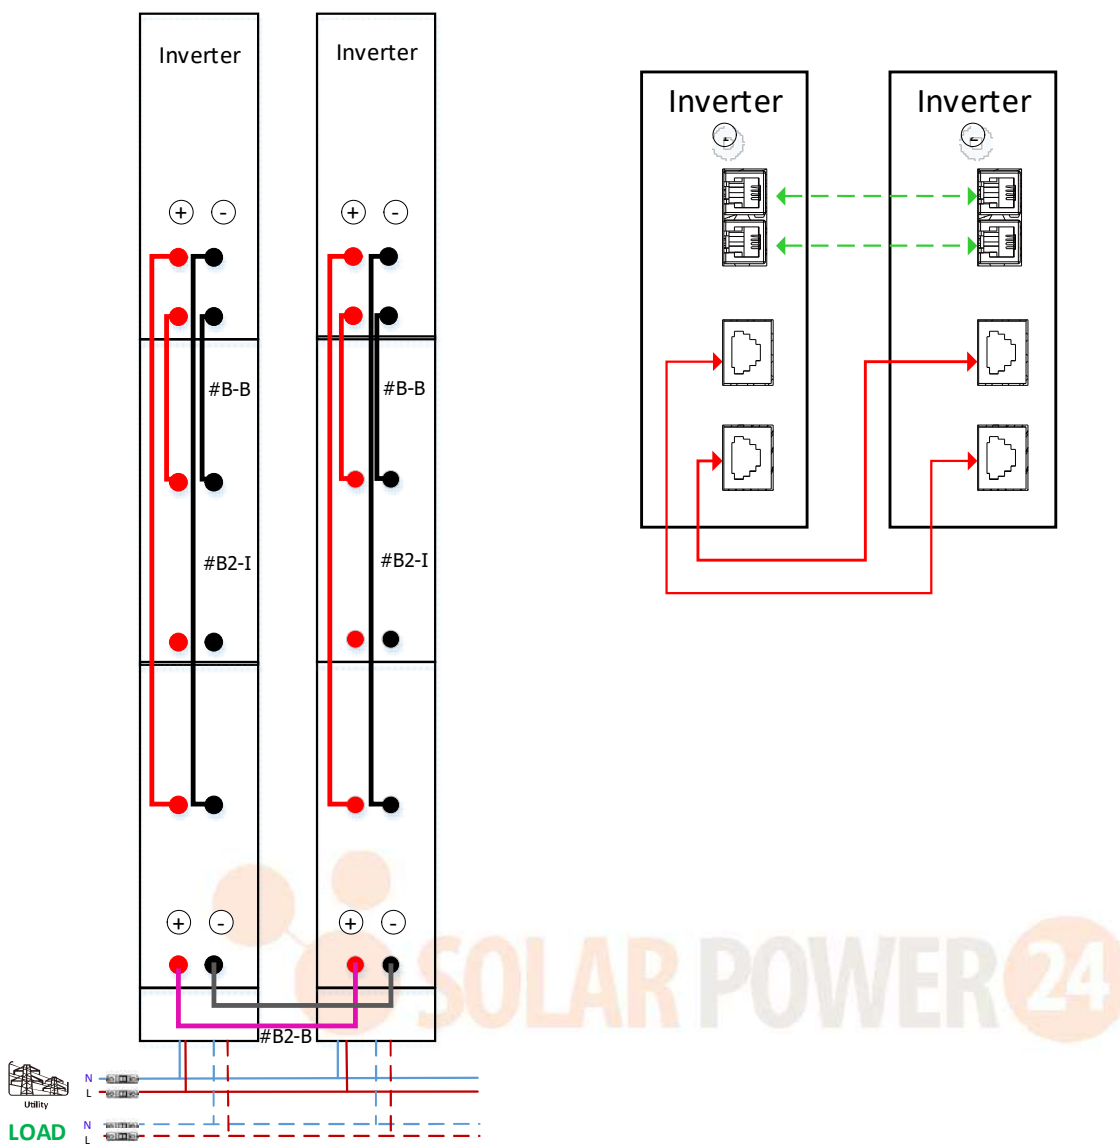 Inverter
Inverter
+ -
+ -
#B-B
#B-B
#B2-I
#B2-I
+ -
+ -
#B2-B
Inverter
Inverter
SOLAR POWER 24
N
L
Utility
LOAD
N
L